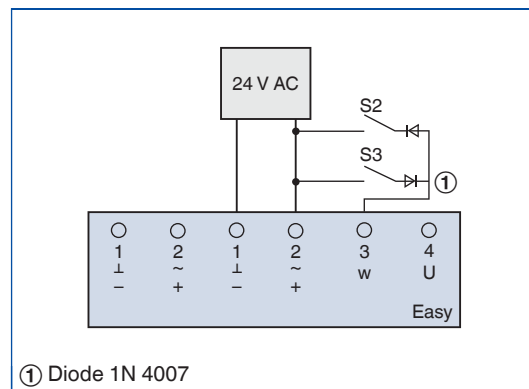 24 V AC
S2
S3
①
1 2 1 2 3 4
⊥ ~ ⊥ ~ w U
− + − +
Easy
① Diode 1N 4007